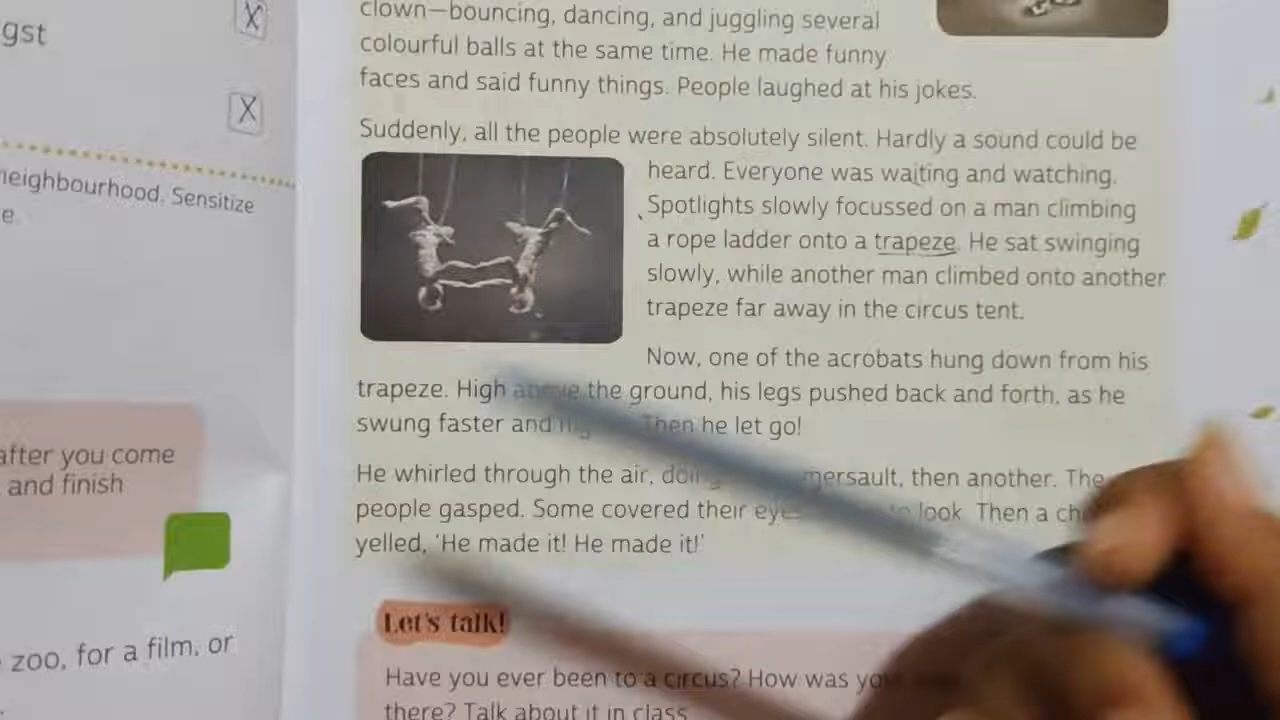 gst
X
X
neighbourhood. Sensitize
e.
after you come
and finish
zoo, for a film, or
clown—bouncing, dancing, and juggling several
colourful balls at the same time. He made funny
faces and said funny things. People laughed at his jokes.
Suddenly, all the people were absolutely silent. Hardly a sound could be
heard. Everyone was waiting and watching.
Spotlights slowly focussed on a man climbing
a rope ladder onto a trapeze. He sat swinging
slowly, while another man climbed onto another
trapeze far away in the circus tent.
Now, one of the acrobats hung down from his
trapeze. High above the ground, his legs pushed back and forth, as he
swung faster and Then he let go!
He whirled through the air, doing then another. The
people gasped. Some covered their look. Then a
yelled, 'He made it! He made it!'
Let's talk!
Have you ever been to a circus? How was
there? Talk about it in class